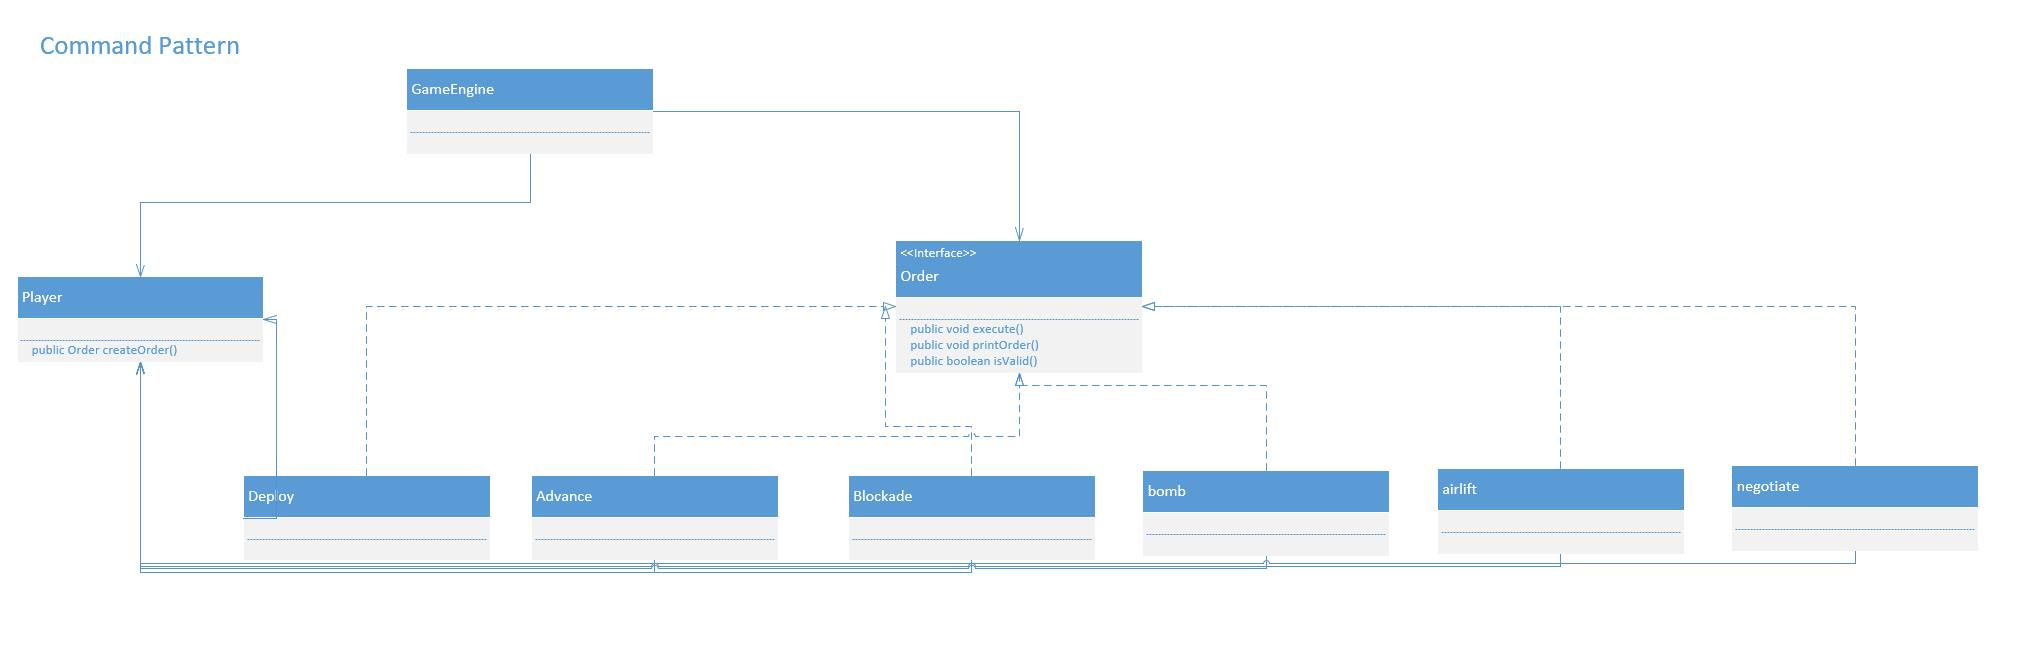 Command Pattern
GameEngine
<<Interface>>
Order
public void execute()
public void printOrder()
public boolean isValid()
Player
public Order createOrder()
Deploy
Advance
Blockade
bomb
airlift
negotiate